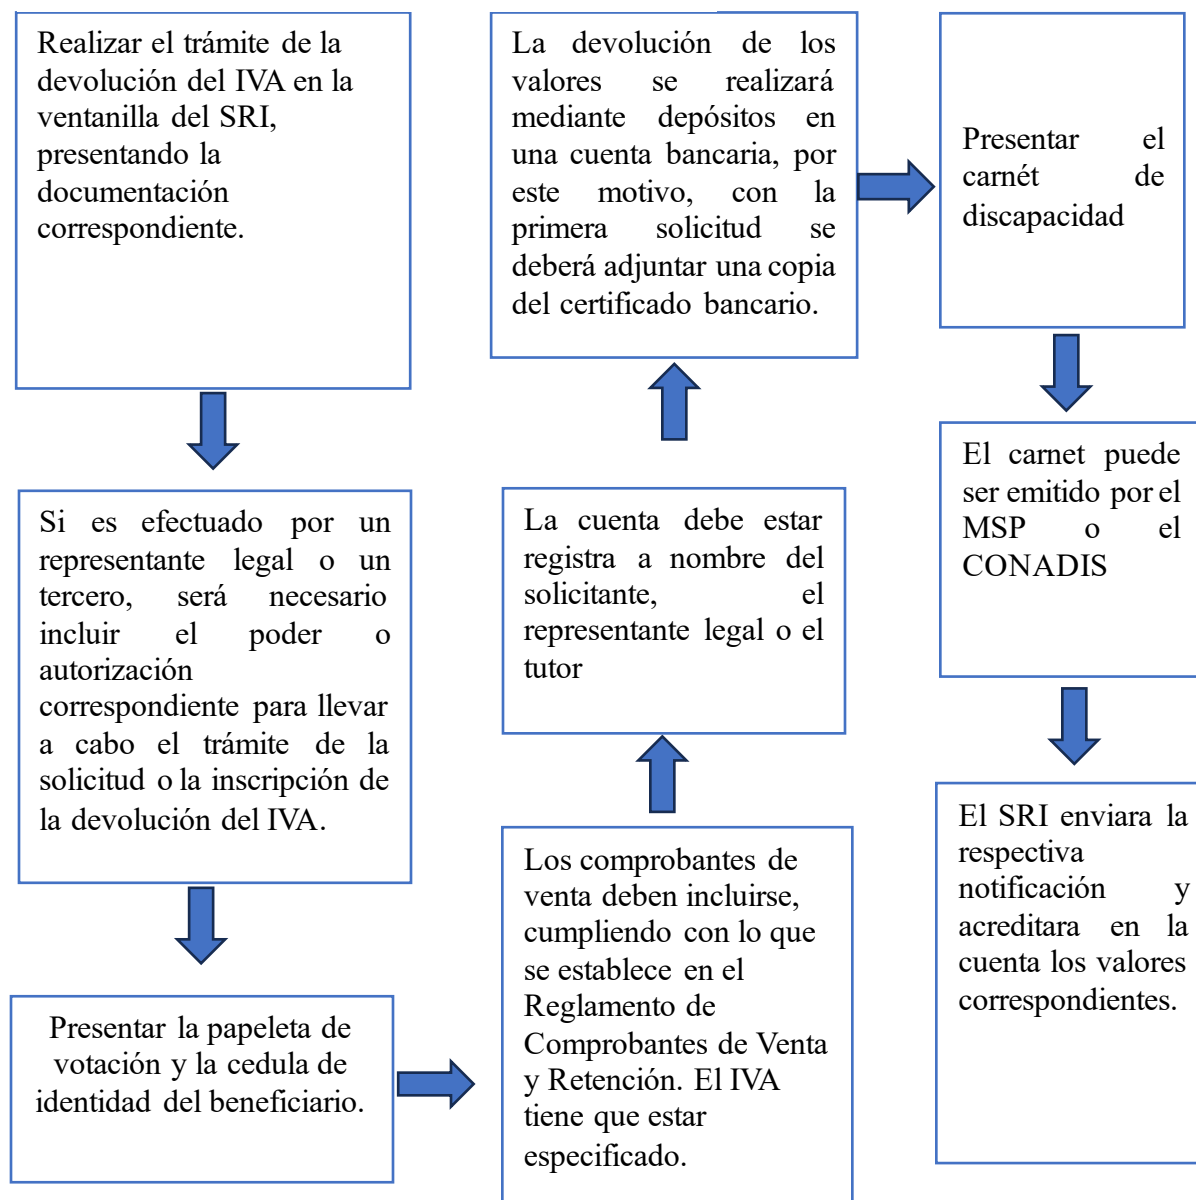 Realizar el trámite de la
devolución del IVA en la
ventanilla del SRI,
presentando la
documentación
correspondiente.
Si es efectuado por un
representante legal o un
tercero, será necesario
incluir el poder o
autorización
correspondiente para llevar
a cabo el trámite de la
solicitud o la inscripción de
la devolución del IVA.
Presentar la papeleta de
votación y la cedula de
identidad del beneficiario.
Los comprobantes de
venta deben incluirse,
cumpliendo con lo que
se establece en el
Reglamento de
Comprobantes de Venta
y Retención. El IVA
tiene que estar
especificado.
La cuenta debe estar
registra a nombre del
solicitante, el
representante legal o el
tutor
La devolución de los
valores se realizará
mediante depósitos en
una cuenta bancaria, por
este motivo, con la
primera solicitud se
deberá adjuntar una copia
del certificado bancario.
Presentar el
carnét de
discapacidad
El carnet puede
ser emitido por el
MSP o el
CONADIS
El SRI enviara la
respectiva
notificación y
acreditara en la
cuenta los valores
correspondientes.